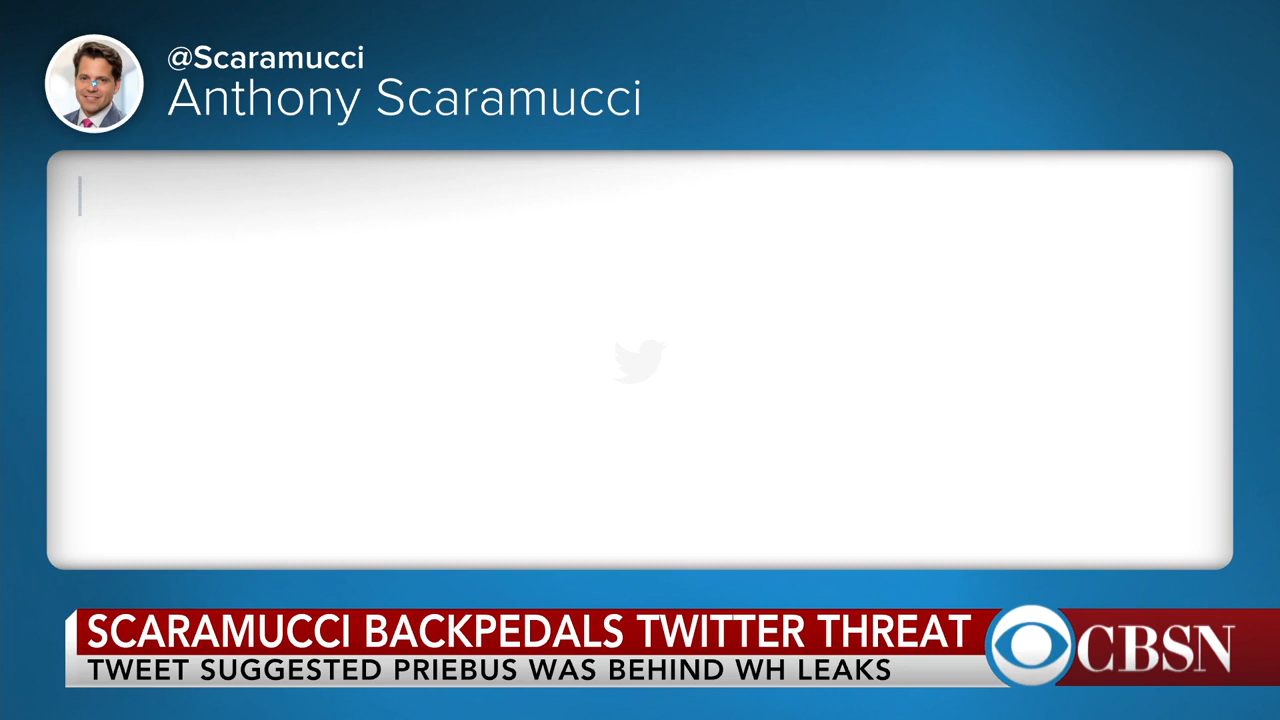 @Scaramucci
Anthony Scaramucci
SCARAMUCCI BACKPEDALS TWITTER THREAT
TWEET SUGGESTED PRIEBUS WAS BEHIND WH LEAKS
CBSN